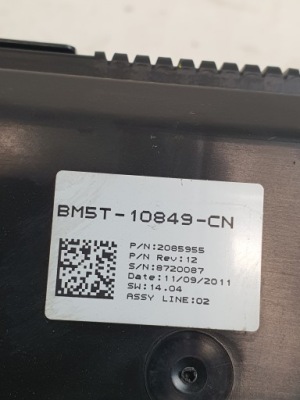 BM5T-10849-CN
P/N:2085955
P/N Rev:12
S/N:8720087
Date:11/09/2011
SW:14.04
ASSY LINE:02